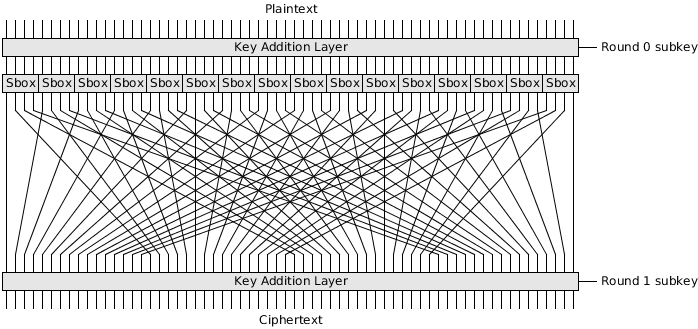 Plaintext
Key Addition Layer
Round 0 subkey
Sbox Sbox Sbox Sbox Sbox Sbox Sbox Sbox Sbox Sbox Sbox Sbox Sbox Sbox Sbox Sbox
Key Addition Layer
Round 1 subkey
Ciphertext